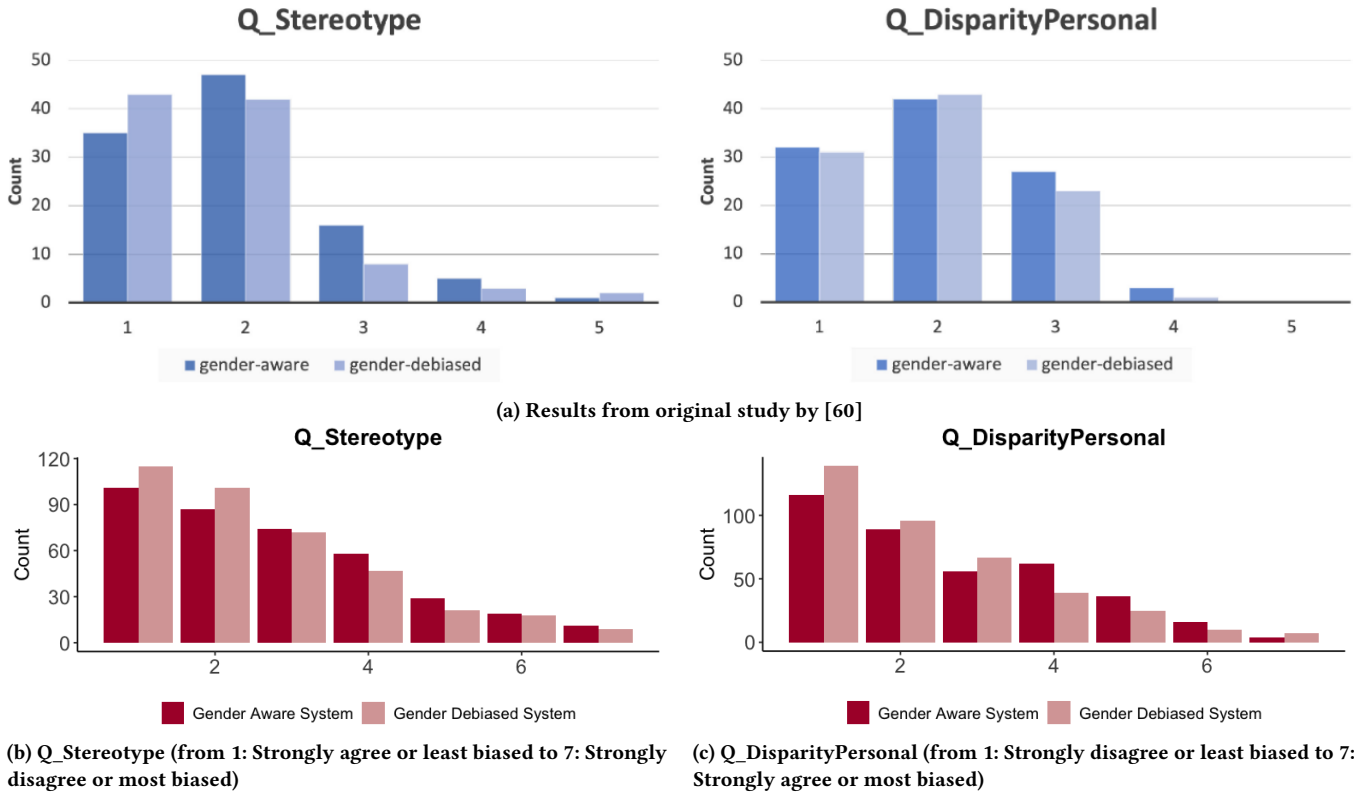 Q_Stereotype
50
40
30
20
10
0
Count
1 2 3 4 5
gender-aware gender-debiased
Q_DisparityPersonal
50
40
30
20
10
0
Count
1 2 3 4 5
gender-aware gender-debiased
(a) Results from original study by [60]
Q_Stereotype
120
90
60
30
0
Count
2 4 6
Gender Aware System Gender Debiased System
(b) Q_Stereotype (from 1: Strongly agree or least biased to 7: Strongly
disagree or most biased)
Q_DisparityPersonal
100
50
0
Count
2 4 6
Gender Aware System Gender Debiased System
(c) Q_DisparityPersonal (from 1: Strongly disagree or least biased to 7:
Strongly agree or most biased)